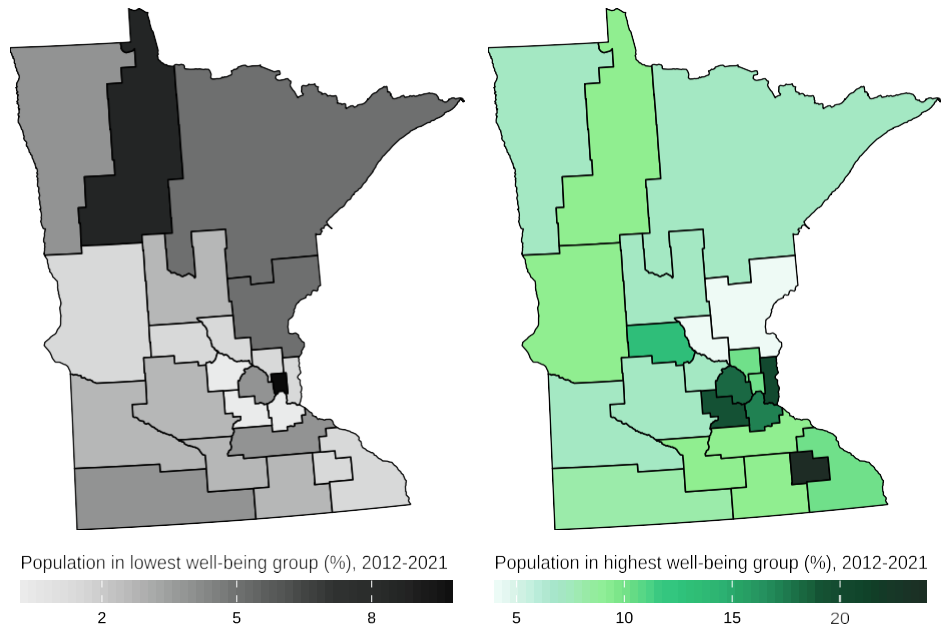 Population in lowest well-being group (%), 2012-2021
2 5 8
Population in highest well-being group (%), 2012-2021
5 10 15 20